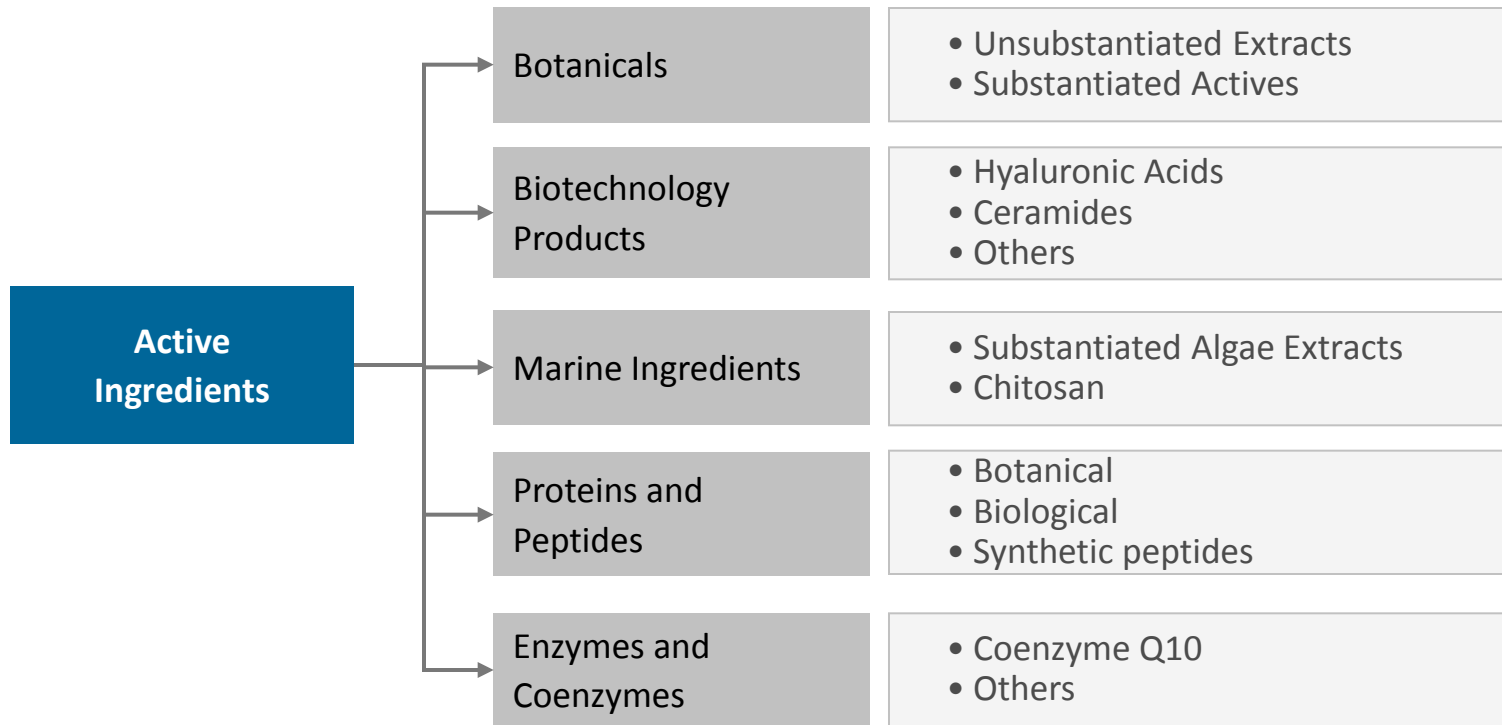 Active
Ingredients
Botanicals
• Unsubstantiated Extracts
• Substantiated Actives
Biotechnology
Products
• Hyaluronic Acids
• Ceramides
• Others
Marine Ingredients
• Substantiated Algae Extracts
• Chitosan
Proteins and
Peptides
• Botanical
• Biological
• Synthetic peptides
Enzymes and
Coenzymes
• Coenzyme Q10
• Others